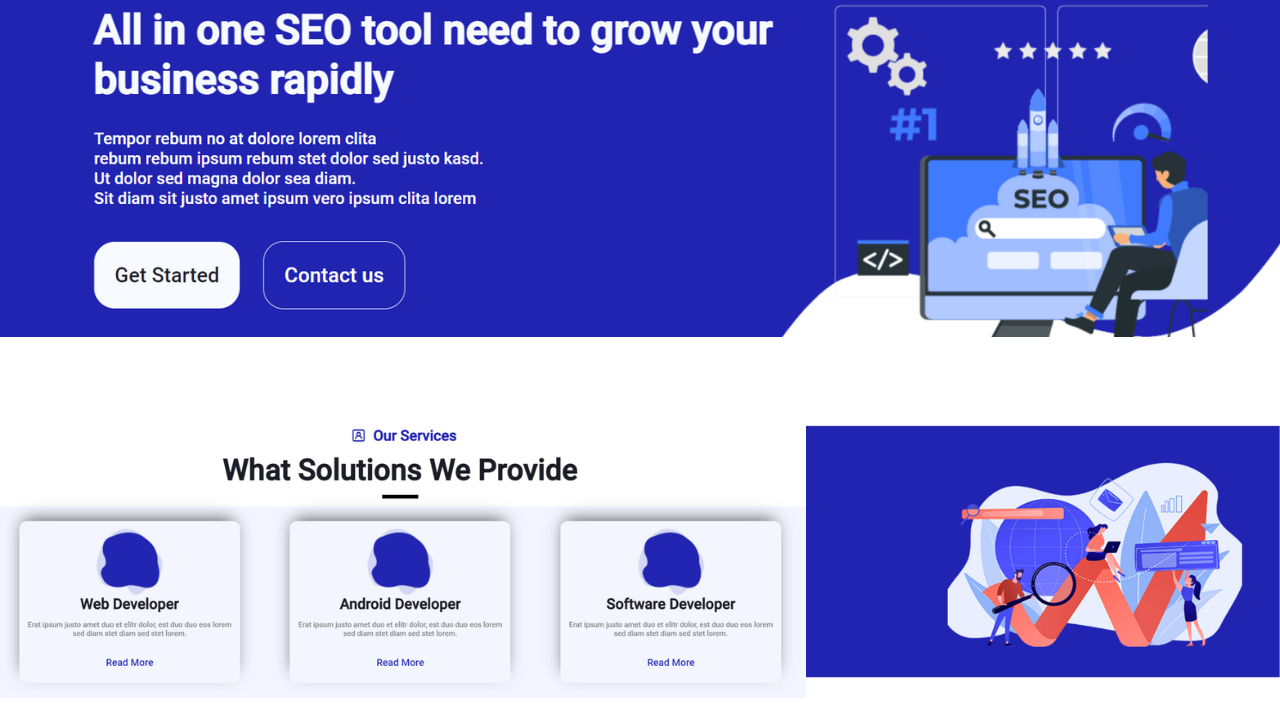 All in one SEO tool need to grow your
business rapidly
Tempor rebum no at dolore lorem clita
rebum rebum ipsum rebum stet dolor sed justo kasd.
Ut dolor sed magna dolor sea diam.
Sit diam sit justo amet ipsum vero ipsum clita lorem
Get Started
Contact us
#1
SEO
</>
Our Services
What Solutions We Provide
Web Developer
Erat ipsum justo amet duo et elitr dolor, est duo duo eos lorem
sed diam stet diam sed stet lorem.
Read More
Android Developer
Erat ipsum justo amet duo et elitr dolor, est duo duo eos lorem
sed diam stet diam sed stet lorem.
Read More
Software Developer
Erat ipsum justo amet duo et elitr dolor, est duo duo eos lorem
sed diam stet diam sed stet lorem.
Read More